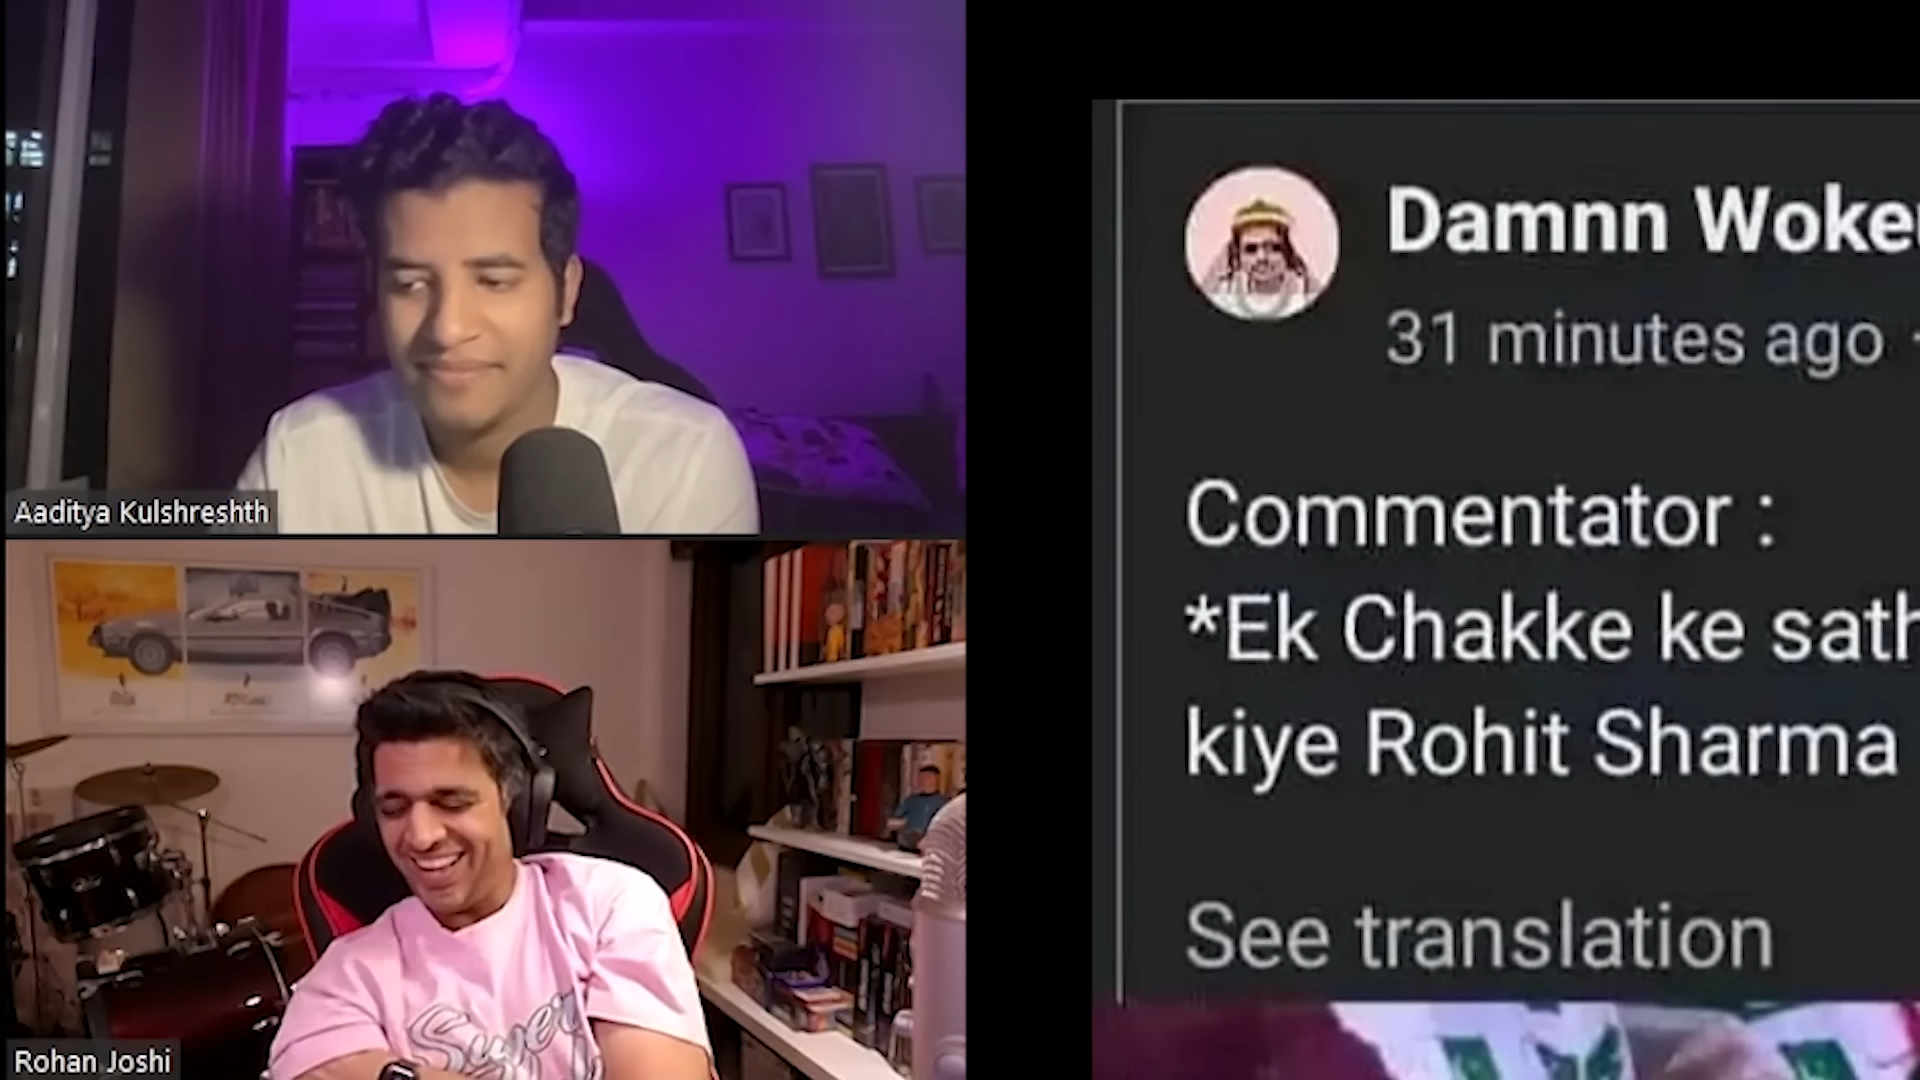 Aaditya Kulshreshth
Rohan Joshi
Damnn Woke
31 minutes ago
Commentator :
*Ek Chakke ke sath
kiye Rohit Sharma
See translation